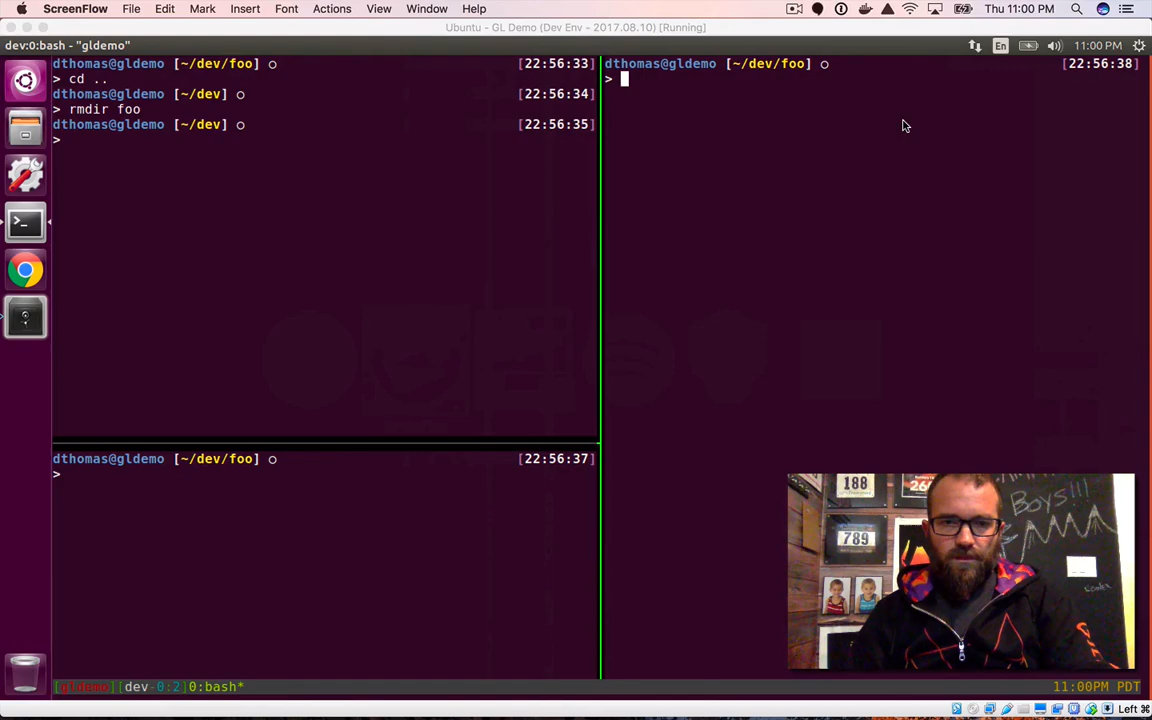 ScreenFlow File Edit Mark Insert Font Actions View Window Help Thu 11:00 PM
Ubuntu - GL Demo (Dev Env - 2017.08.10) [Running]
dev:0:bash - "gldemo" En 11:00 PM
dthomas@gldemo [~/dev/foo] ○ [22:56:33]
> cd ..
dthomas@gldemo [~/dev] ○ [22:56:34]
> rmdir foo
dthomas@gldemo [~/dev] ○ [22:56:35]
>
dthomas@gldemo [~/dev/foo] ○ [22:56:38]
>
dthomas@gldemo [~/dev/foo] ○ [22:56:37]
>
188
789
Boys!!!
[gldemo][dev-0:2]0:bash* 11:00PM PDT
Left ⌘